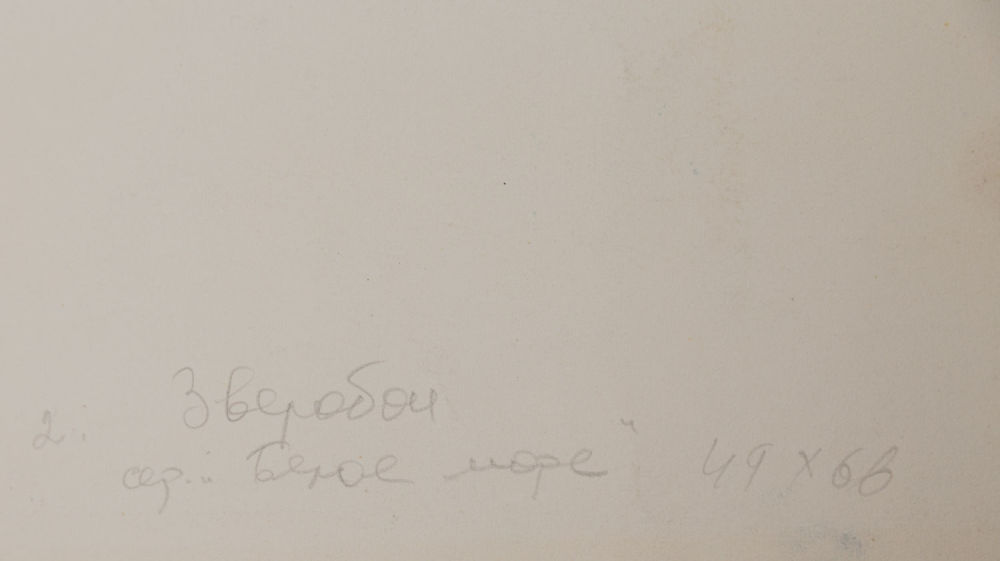 2. Зверобои
сер. "Белое море" 49 х 66